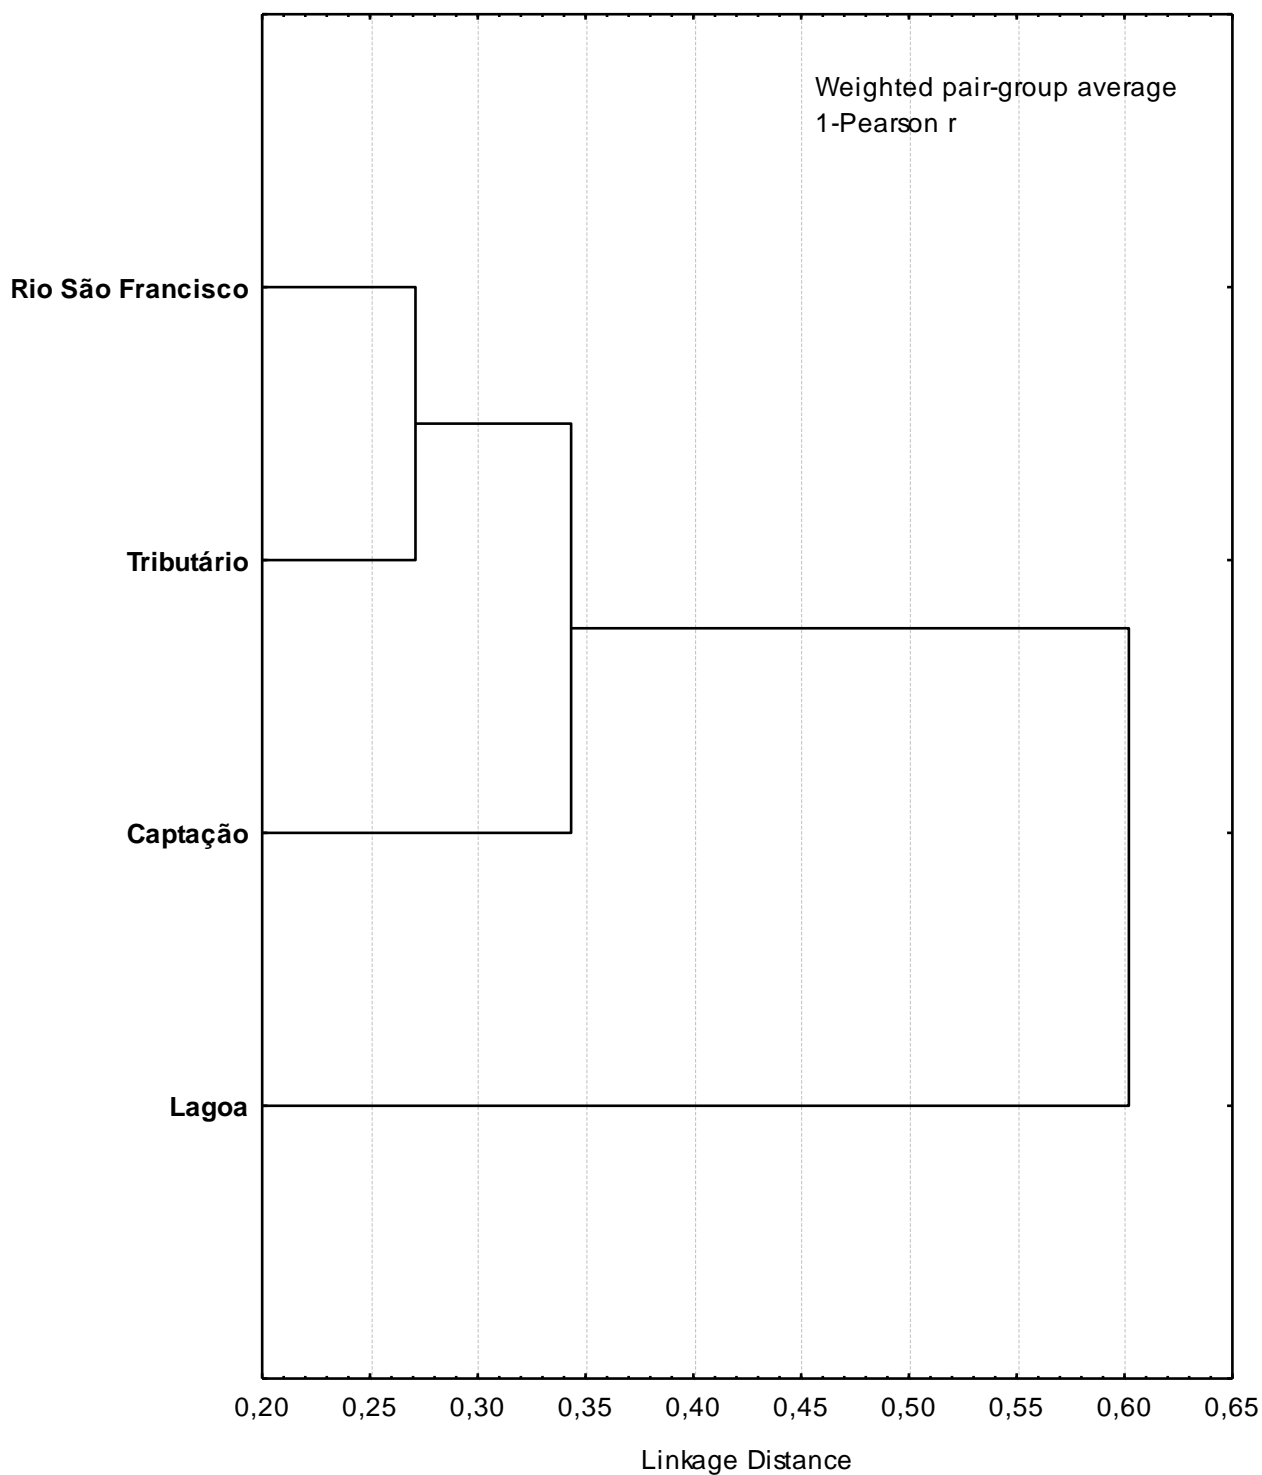 Weighted pair-group average
1-Pearson r
Rio São Francisco
Tributário
Captação
Lagoa
0,20 0,25 0,30 0,35 0,40 0,45 0,50 0,55 0,60 0,65
Linkage Distance